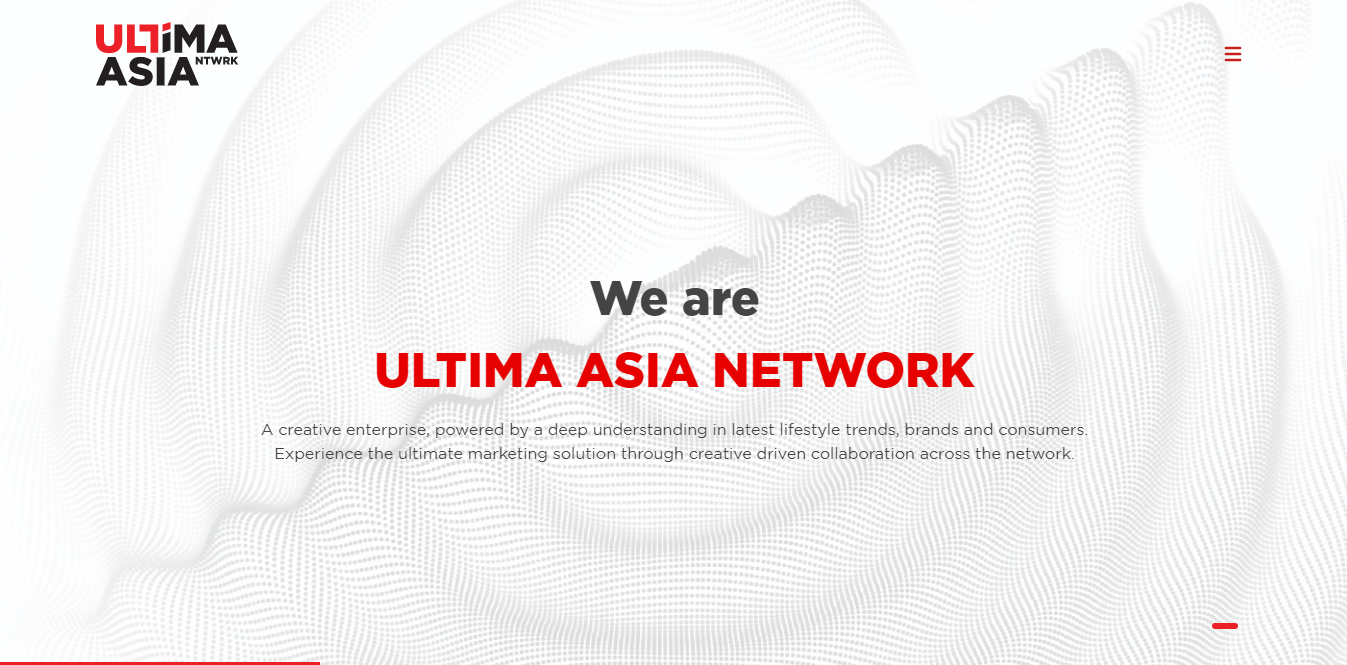 ULTIMA
ASIA NTWRK
We are
ULTIMA ASIA NETWORK
A creative enterprise, powered by a deep understanding in latest lifestyle trends, brands and consumers.
Experience the ultimate marketing solution through creative driven collaboration across the network.